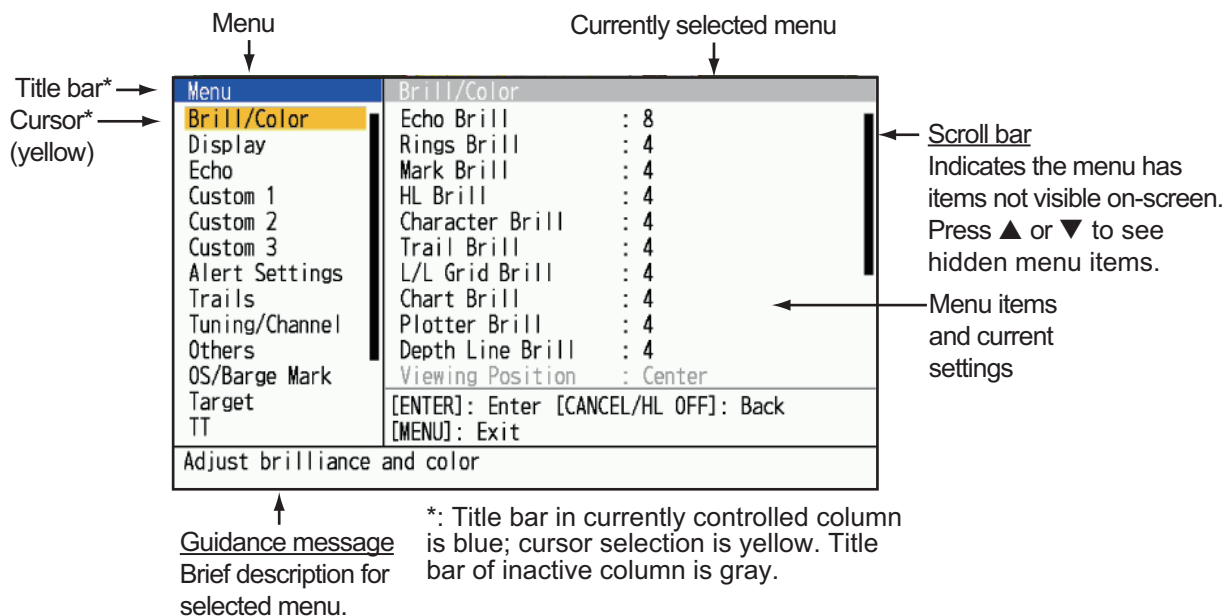 Menu
Currently selected menu
Title bar*
Cursor*
(yellow)
Menu
Brill/Color
Display
Echo
Custom 1
Custom 2
Custom 3
Alert Settings
Trails
Tuning/Channel
Others
OS/Barge Mark
Target
TT
Brill/Color
Echo Brill : 8
Rings Brill : 4
Mark Brill : 4
HL Brill : 4
Character Brill : 4
Trail Brill : 4
L/L Grid Brill : 4
Chart Brill : 4
Plotter Brill : 4
Depth Line Brill : 4
Viewing Position : Center
[ENTER]: Enter [CANCEL/HL OFF]: Back
[MENU]: Exit
Adjust brilliance and color
Scroll bar
Indicates the menu has
items not visible on-screen.
Press ▲ or ▼ to see
hidden menu items.
Menu items
and current
settings
Guidance message
Brief description for
selected menu.
*: Title bar in currently controlled column
is blue; cursor selection is yellow. Title
bar of inactive column is gray.